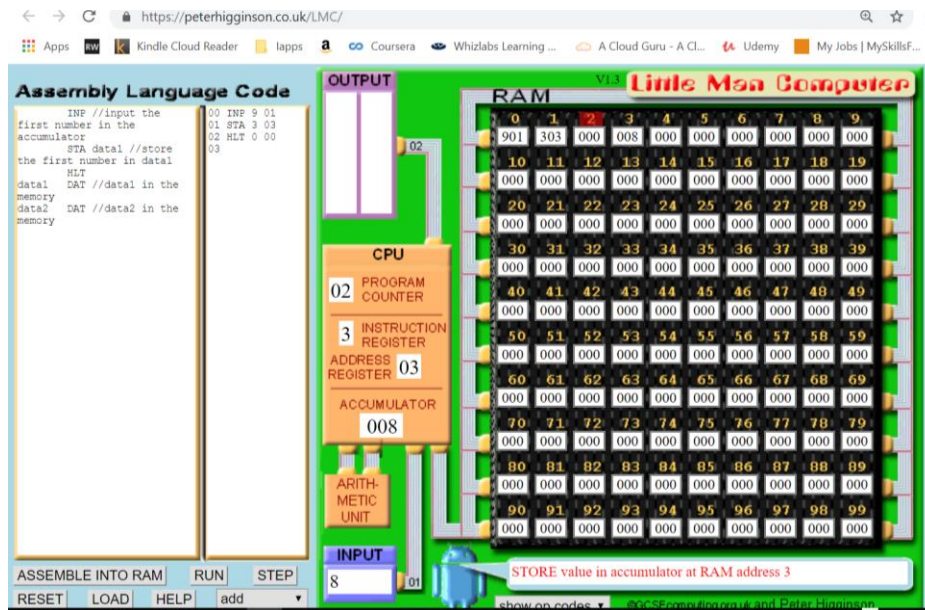 https://peterhigginson.co.uk/LMC/
Apps RW Kindle Cloud Reader lapps a Coursera Whizlabs Learning ... A Cloud Guru - A Cl... Udemy My Jobs | MySkillsF...
Assembly Language Code
INP //input the
first number in the
accumulator
STA data1 //store
the first number in data1
HLT
data1 DAT //data1 in the
memory
data2 DAT //data2 in the
memory
00 INP 9 01
01 STA 3 03
02 HLT 0 00
03
OUTPUT
02
CPU
02 PROGRAM
COUNTER
3 INSTRUCTION
REGISTER
ADDRESS
REGISTER 03
ACCUMULATOR
008
ARITH-
METIC
UNIT
INPUT
8
01
V1.3 Little Man Computer
RAM
0 1 2 3 4 5 6 7 8 9
901 303 000 008 000 000 000 000 000 000
10 11 12 13 14 15 16 17 18 19
000 000 000 000 000 000 000 000 000 000
20 21 22 23 24 25 26 27 28 29
000 000 000 000 000 000 000 000 000 000
30 31 32 33 34 35 36 37 38 39
000 000 000 000 000 000 000 000 000 000
40 41 42 43 44 45 46 47 48 49
000 000 000 000 000 000 000 000 000 000
50 51 52 53 54 55 56 57 58 59
000 000 000 000 000 000 000 000 000 000
60 61 62 63 64 65 66 67 68 69
000 000 000 000 000 000 000 000 000 000
70 71 72 73 74 75 76 77 78 79
000 000 000 000 000 000 000 000 000 000
80 81 82 83 84 85 86 87 88 89
000 000 000 000 000 000 000 000 000 000
90 91 92 93 94 95 96 97 98 99
000 000 000 000 000 000 000 000 000 000
STORE value in accumulator at RAM address 3
ASSEMBLE INTO RAM RUN STEP
RESET LOAD HELP add
show op codes ©GCSEcomputing.org.uk and Peter Higginson